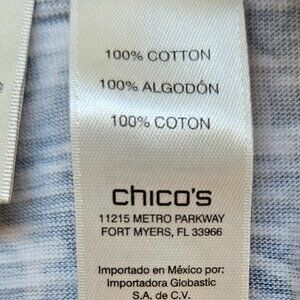 100% COTTON
100% ALGODÓN
100% COTON
chico's
11215 METRO PARKWAY
FORT MYERS, FL 33966
Importado en México por:
Importadora Globastic
S.A. de C.V.